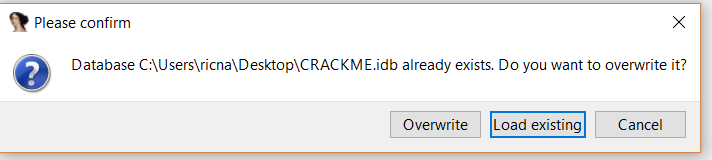 Please confirm
Database C:\Users\ricna\Desktop\CRACKME.idb already exists. Do you want to overwrite it?
Overwrite
Load existing
Cancel